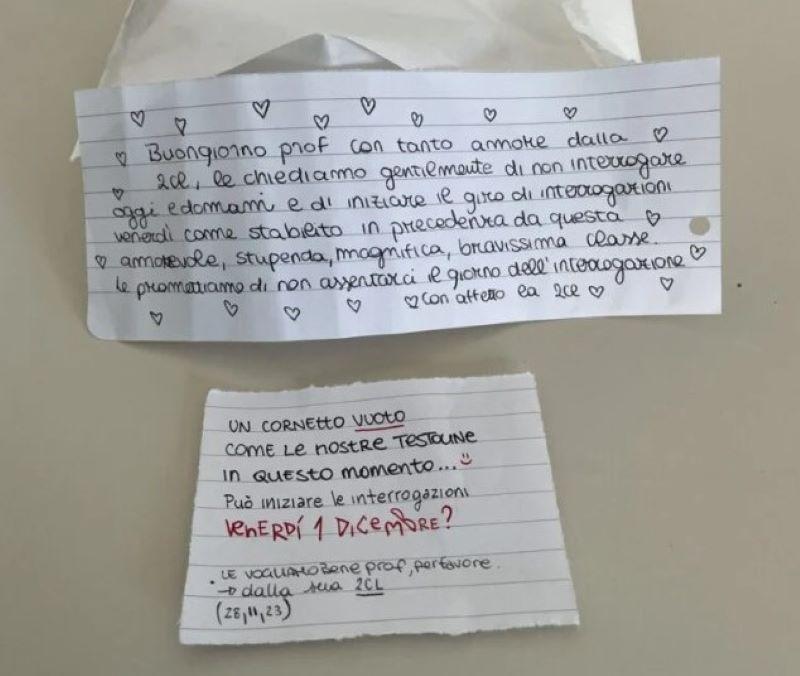 Buongiorno prof con tanto amore dalla
2CL, le chiediamo gentilmente di non interrogare
oggi e domani e di iniziare il giro di interrogazioni
venerdì come stabilito in precedenza da questa
amorevole, stupenda, magnifica, bravissima classe.
Le promettiamo di non assentarci il giorno dell'interrogazione
Con affetto la 2CL
UN CORNETTO VUOTO
COME LE NOSTRE TESTOLINE
IN QUESTO MOMENTO...
Può iniziare le interrogazioni
VENERDÍ 1 DICEMBRE?
• LE VOGLIAMO BENE prof, perfavore.
→ dalla sua 2CL
(28,11,23)